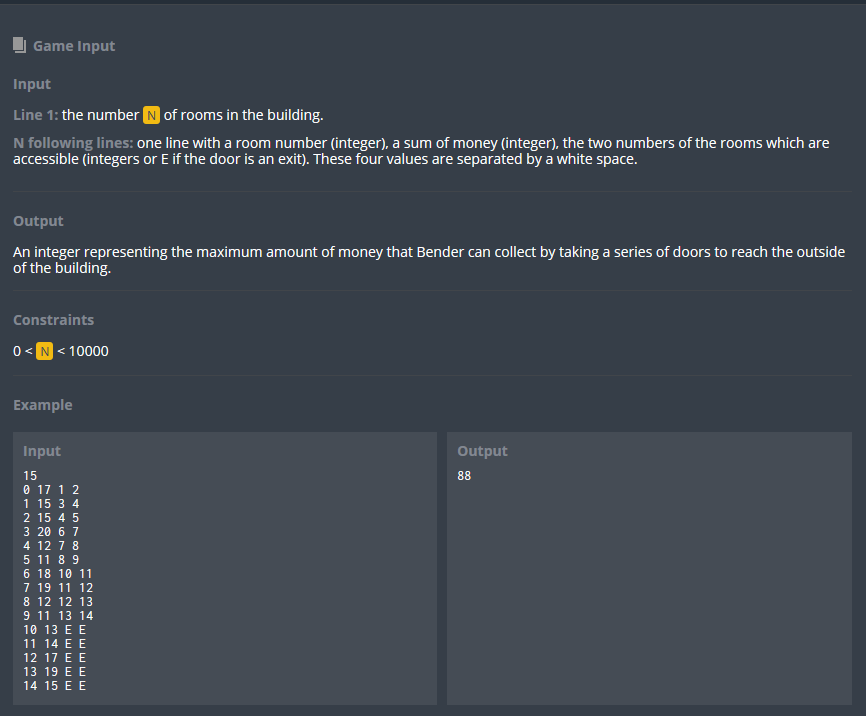 Game Input
Input
Line 1: the number N of rooms in the building.
N following lines: one line with a room number (integer), a sum of money (integer), the two numbers of the rooms which are
accessible (integers or E if the door is an exit). These four values are separated by a white space.
Output
An integer representing the maximum amount of money that Bender can collect by taking a series of doors to reach the outside
of the building.
Constraints
0 < N < 10000
Example
Input
15
0 17 1 2
1 15 3 4
2 15 4 5
3 20 6 7
4 12 7 8
5 11 8 9
6 18 10 11
7 19 11 12
8 12 12 13
9 11 13 14
10 13 E E
11 14 E E
12 17 E E
13 19 E E
14 15 E E
Output
88